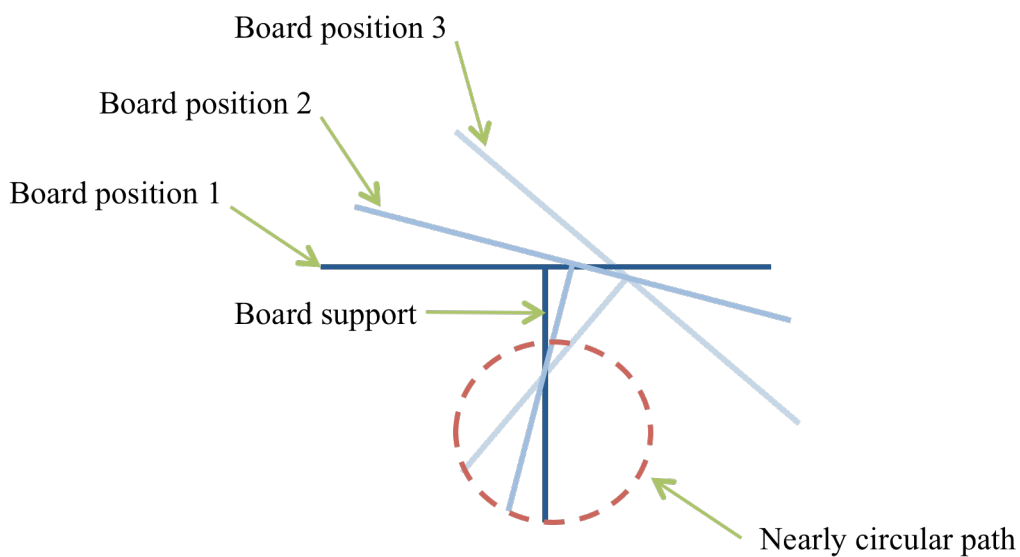 Board position 3
Board position 2
Board position 1
Board support
Nearly circular path